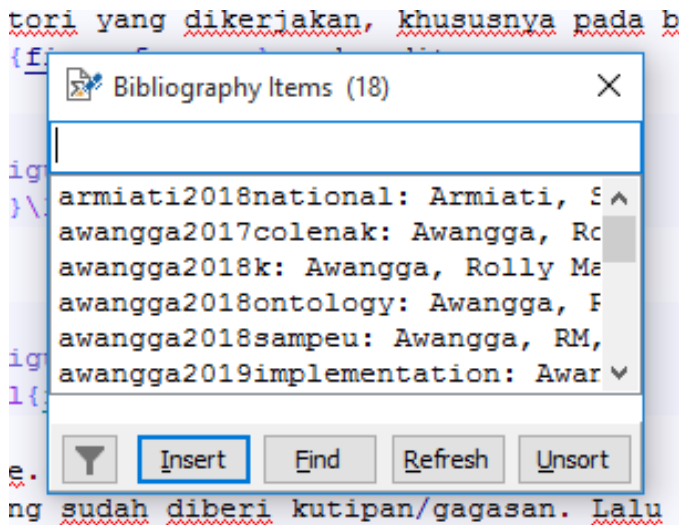 tori yang dikerjakan, khususnya pada b
Bibliography Items (18)
armiati2018national: Armiati, S
awangga2017colenak: Awangga, Ro
awangga2018k: Awangga, Rolly Ma
awangga2018ontology: Awangga, R
awangga2018sampeu: Awangga, RM,
awangga2019implementation: Awan
Insert Find Refresh Unsort
e.
ng sudah diberi kutipan/gagasan. Lalu